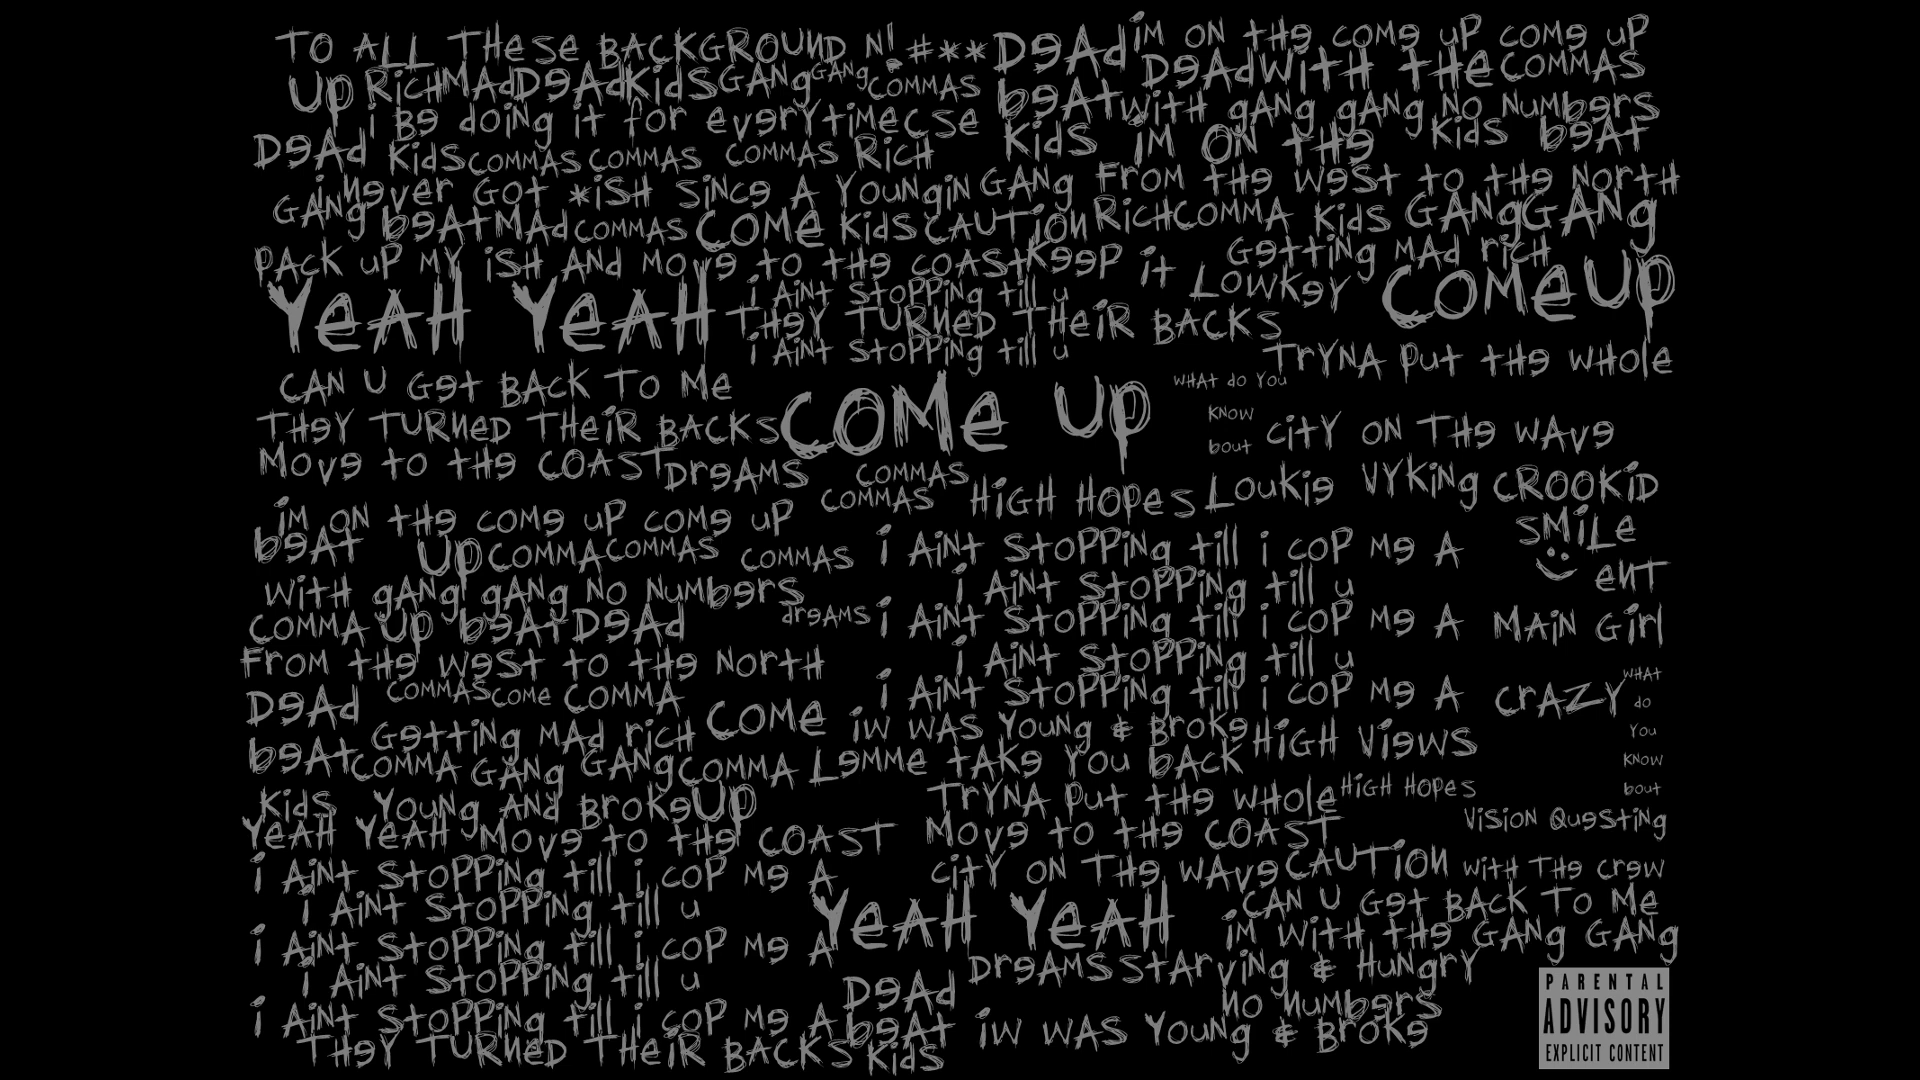 TO ALL THese BACKGROUND N!#** DeAd iM ON tHe coMe uP coMe uP
UP RicH MAd DeAd KidS GANg GANg COMMAS DeAd WitH tHe COMMAS
i Be doiNg it for everYtiMecSe beAt WitH gANg gANg NO NuMbers
DeAd KidS COMMAS COMMAS COMMAS RicH KidS iM ON tHe KidS beAt
i Never GOt *iSH SiNce A YOuNgiN GANg FroM tHe WeSt to tHe NortH
GANg beAt MAd COMMAS COMe KidS CAUTiON RicH COMMA KidS GANg GANg
PACK uP MY iSH AND Move to tHe coASt Keep it LOWKeY GettiNg MAd ricH
YeAH YeAH i AiNt StoPPiNg till u COMe UP
THeY TURNeD THeiR BACKS
i AiNt StoPPiNg till u TrYNA Put tHe WHole
CAN U Get BAcK To Me COMe UP WHAt do You
THeY TURNeD THeiR BACKS KNOW bout citY ON THe WAve
Move to tHe COAST DreAMS COMMAS
COMMAS HiGH HoPeS Loukie VYKiNg CROOKiD
iM ON tHe coMe uP coMe uP SMiLe
beAt UP COMMA COMMAS COMMAS i AiNt StoPPiNg till i coP Me A eNT
WitH gANg gANg NO NuMbers i AiNt StoPPiNg till u
COMMA UP beAt DeAd dreAMS i AiNt StoPPiNg till i coP Me A MAiN Girl
FroM tHe WeSt to tHe NortH i AiNt StoPPiNg till u
DeAd COMMAS COMe COMMA i AiNt StoPPiNg till i coP Me A crAZY WHAt do You KNOW bout
GettiNg MAd ricH COMe iW WAS YouNg & Broke HiGH VieWS
beAt COMMA GANg GANg COMMA LeMMe tAKe You bAcK
KidS YouNg ANd Broke UP TrYNA Put tHe WHole HiGH HoPeS
YeAH YeAH Move to tHe COAST Move to tHe COAST ViSioN QueStiNg
i AiNt StoPPiNg till i coP Me A citY ON THe WAve CAUTiON WitH THe creW
i AiNt StoPPiNg till u YeAH YeAH CAN U Get BAcK To Me
i AiNt StoPPiNg till i coP Me A iM WitH tHe GANg GANg
i AiNt StoPPiNg till u DreAMS StArviNg & HuNgrY
DeAd No NuMbers
i AiNt StoPPiNg till i coP Me A beAt iW WAS YouNg & Broke
THeY TURNeD THeiR BACKS KidS
PARENTAL
ADVISORY
EXPLICIT CONTENT